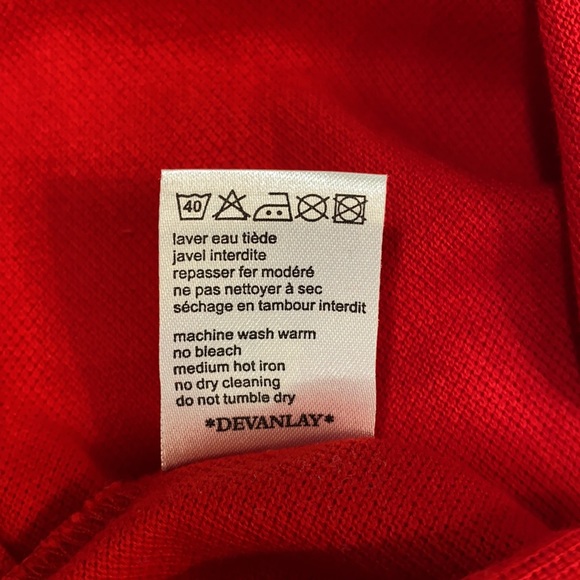 40
laver eau tiède
javel interdite
repasser fer modéré
ne pas nettoyer à sec
séchage en tambour interdit
machine wash warm
no bleach
medium hot iron
no dry cleaning
do not tumble dry
*DEVANLAY*